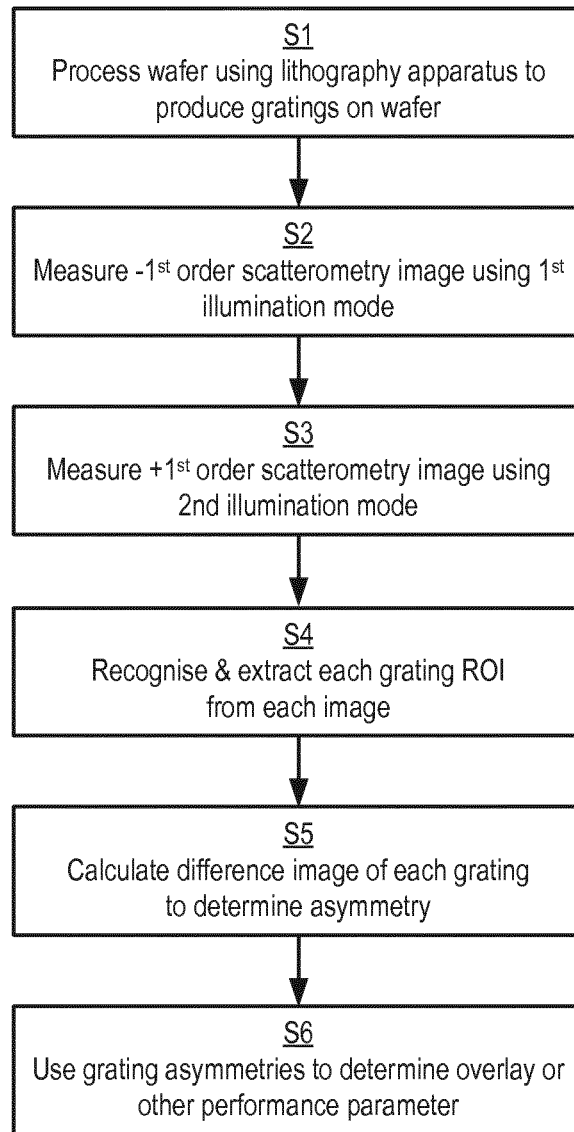 S1
Process wafer using lithography apparatus to
produce gratings on wafer
S2
Measure -1st order scatterometry image using 1st
illumination mode
S3
Measure +1st order scatterometry image using
2nd illumination mode
S4
Recognise & extract each grating ROI
from each image
S5
Calculate difference image of each grating
to determine asymmetry
S6
Use grating asymmetries to determine overlay or
other performance parameter